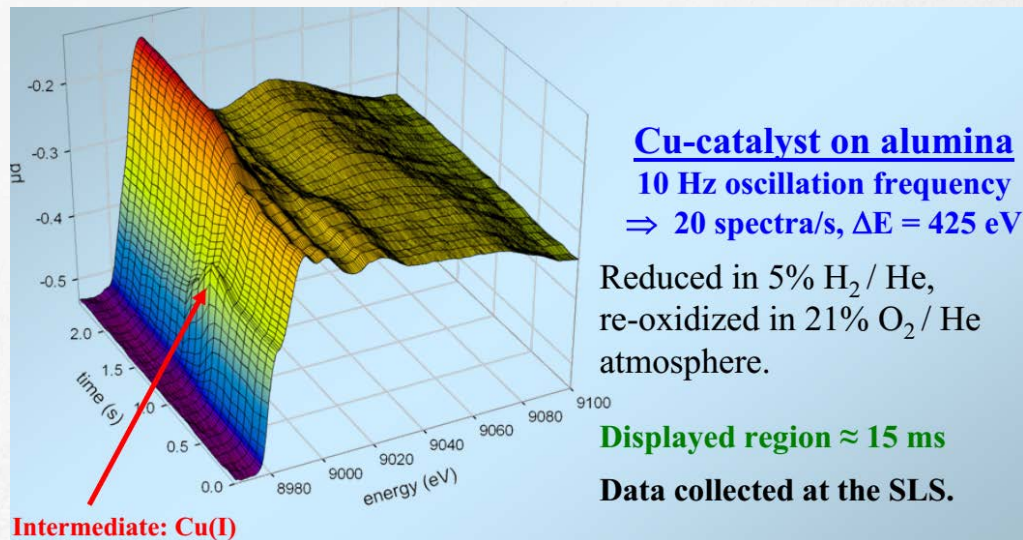 -0.2
-0.3
-0.4
-0.5
μd
2.0
1.5
1.0
0.5
0.0
time (s)
8980
9000
9020
9040
9060
9080
9100
energy (eV)
Intermediate: Cu(I)
Cu-catalyst on alumina
10 Hz oscillation frequency
⇒ 20 spectra/s, ΔE = 425 eV
Reduced in 5% H₂ / He,
re-oxidized in 21% O₂ / He
atmosphere.
Displayed region ≈ 15 ms
Data collected at the SLS.